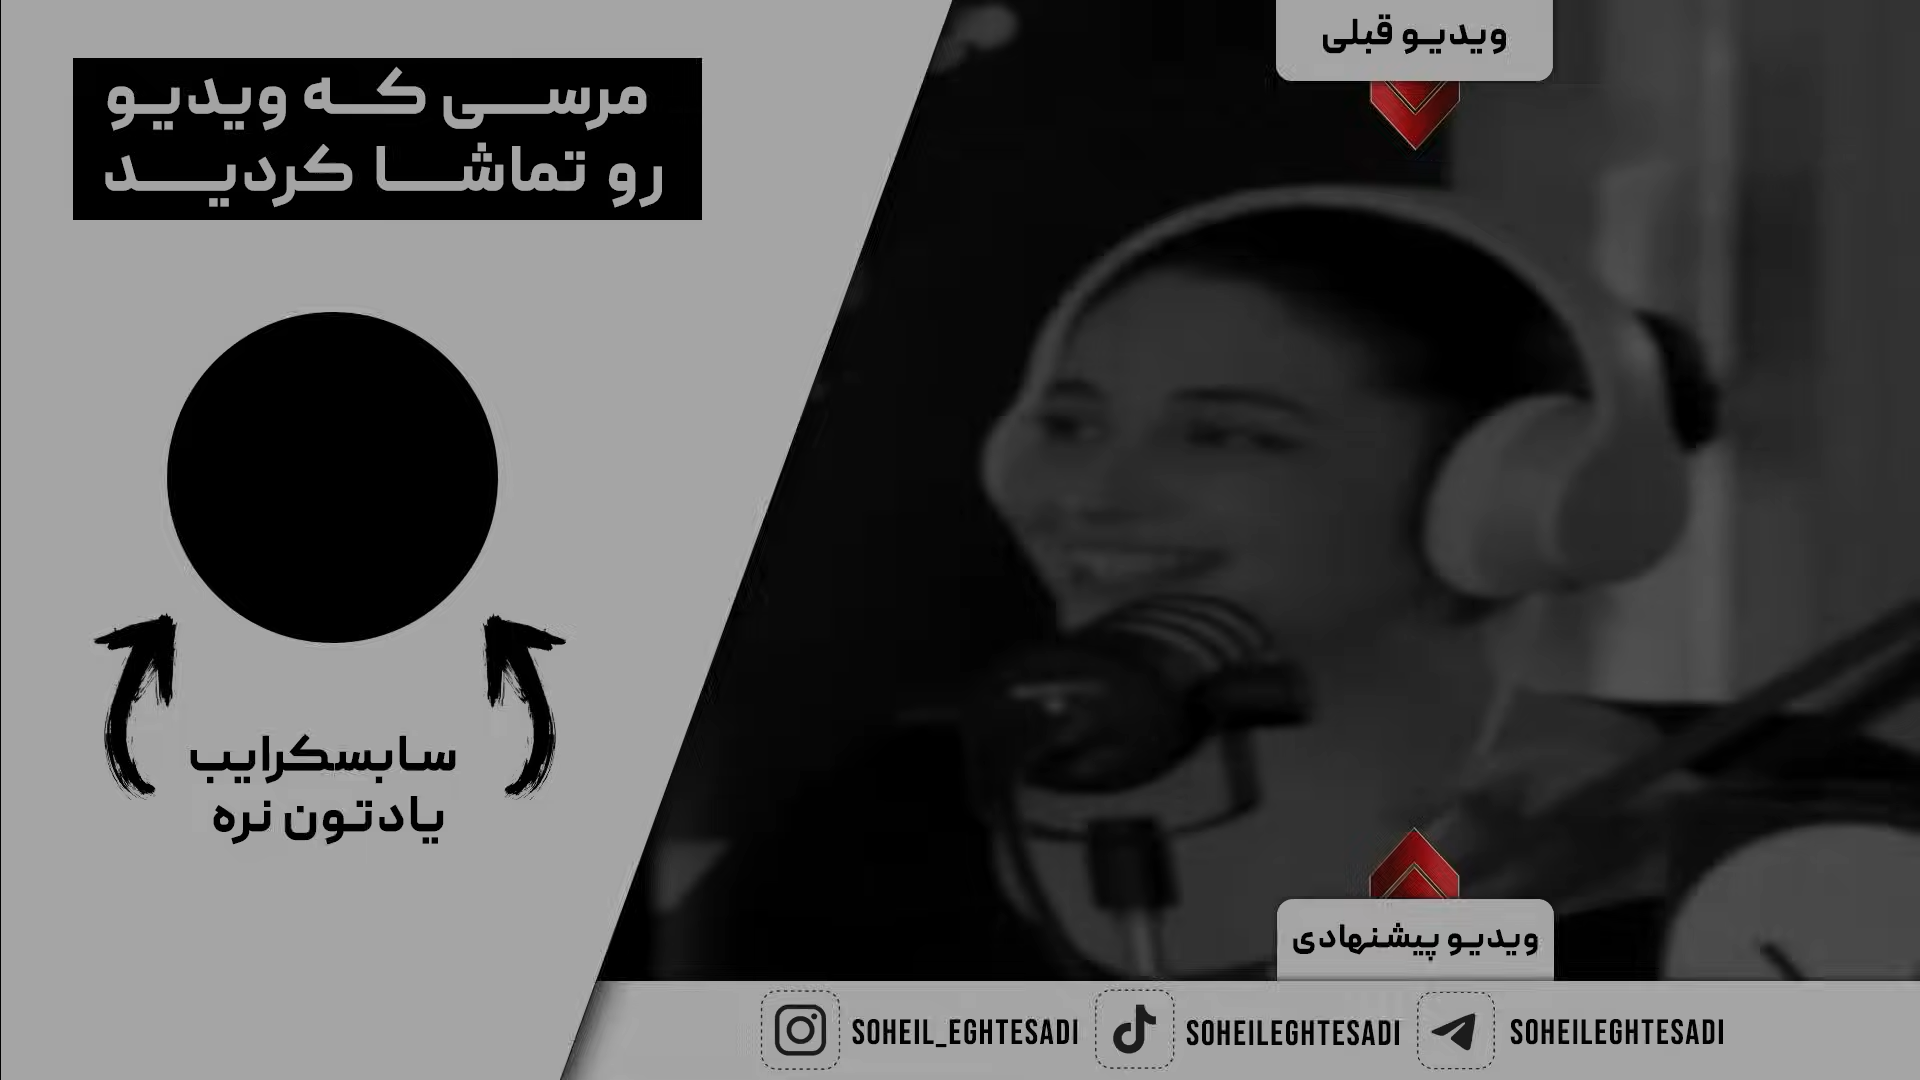 مرسی که ویدیو
رو تماشا کردید
ویدیو قبلی
سابسکرایب
یادتون نره
ویدیو پیشنهادی
SOHEIL_EGHTESADI
SOHEILEGHTESADI
SOHEILEGHTESADI